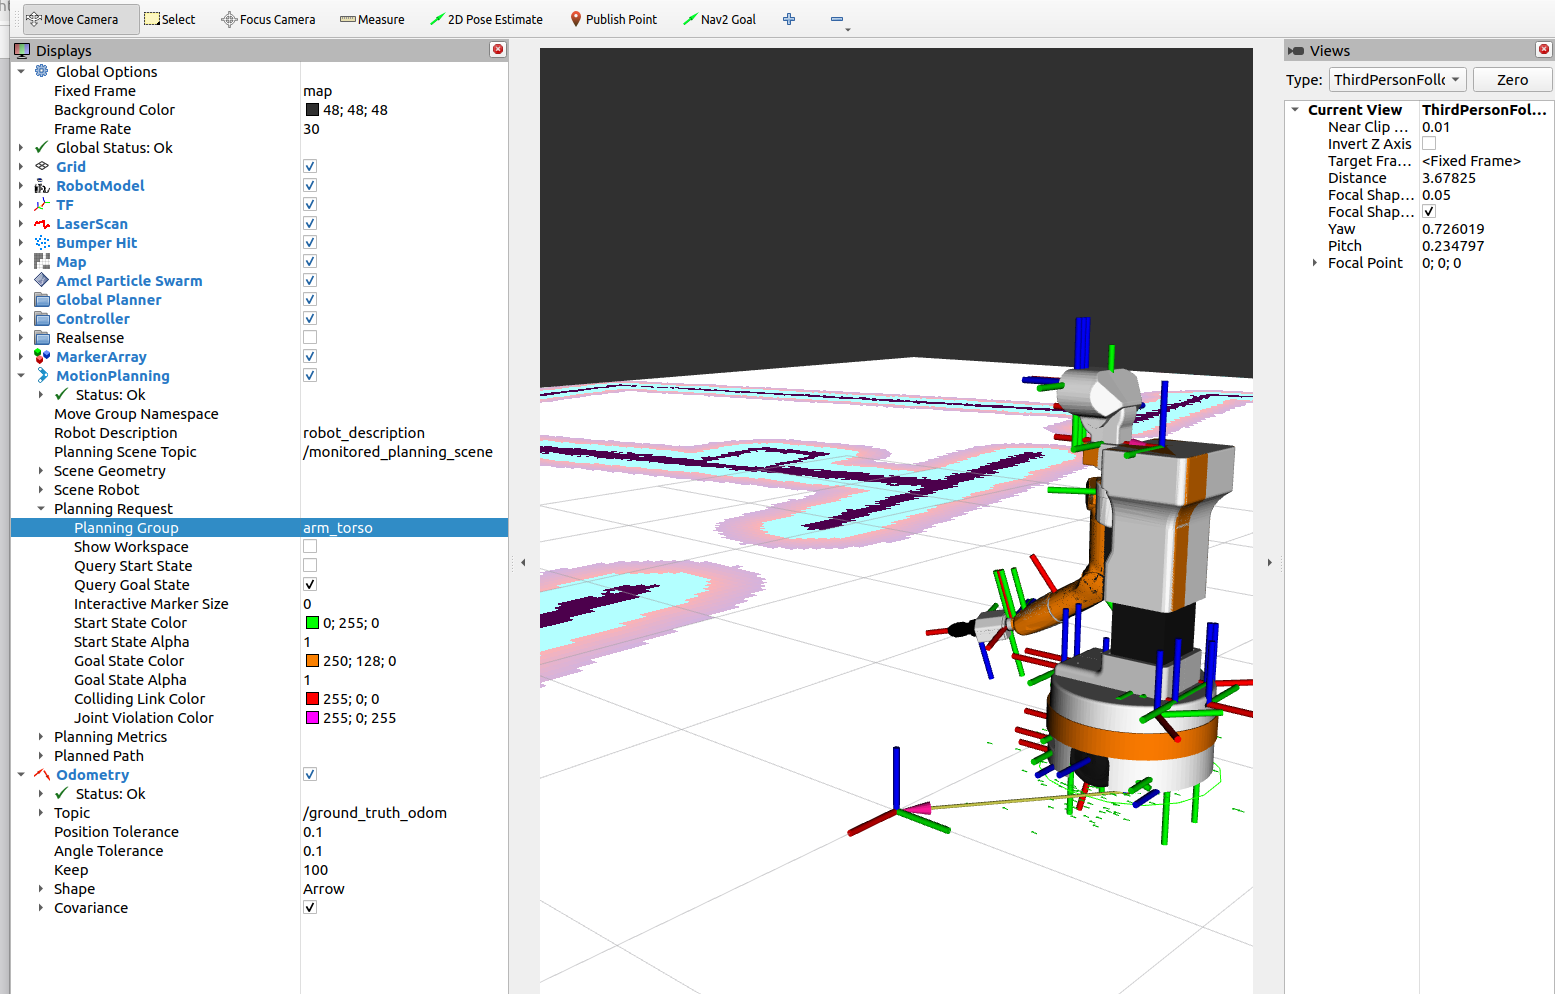 Move Camera Select Focus Camera Measure 2D Pose Estimate Publish Point Nav2 Goal
Displays
Global Options
Fixed Frame map
Background Color 48; 48; 48
Frame Rate 30
Global Status: Ok
Grid
RobotModel
TF
LaserScan
Bumper Hit
Map
Amcl Particle Swarm
Global Planner
Controller
Realsense
MarkerArray
MotionPlanning
Status: Ok
Move Group Namespace
Robot Description robot_description
Planning Scene Topic /monitored_planning_scene
Scene Geometry
Scene Robot
Planning Request
Planning Group arm_torso
Show Workspace
Query Start State
Query Goal State
Interactive Marker Size 0
Start State Color 0; 255; 0
Start State Alpha 1
Goal State Color 250; 128; 0
Goal State Alpha 1
Colliding Link Color 255; 0; 0
Joint Violation Color 255; 0; 255
Planning Metrics
Planned Path
Odometry
Status: Ok
Topic /ground_truth_odom
Position Tolerance 0.1
Angle Tolerance 0.1
Keep 100
Shape Arrow
Covariance
Views
Type: ThirdPersonFoll Zero
Current View ThirdPersonFol...
Near Clip ... 0.01
Invert Z Axis
Target Fra... <Fixed Frame>
Distance 3.67825
Focal Shap... 0.05
Focal Shap...
Yaw 0.726019
Pitch 0.234797
Focal Point 0; 0; 0